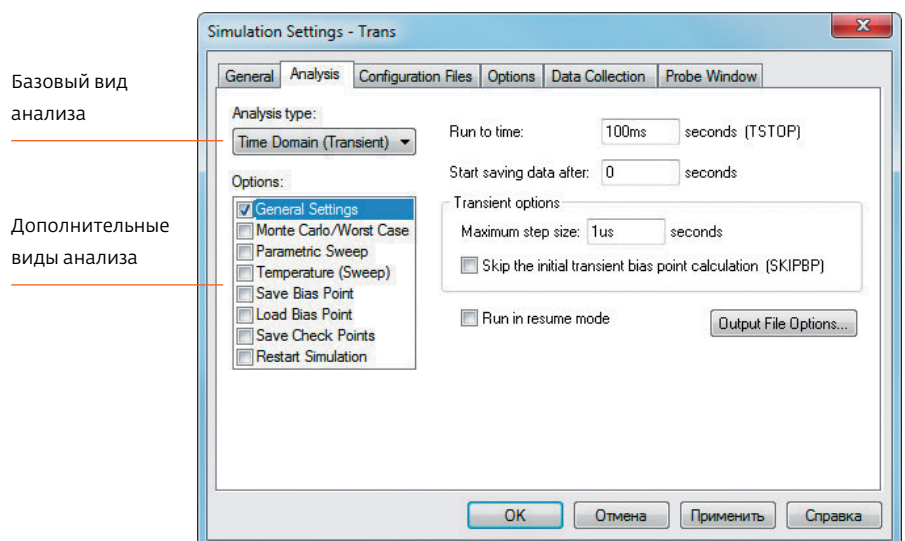 Simulation Settings - Trans
Базовый вид
анализа
Дополнительные
виды анализа
General Analysis Configuration Files Options Data Collection Probe Window
Analysis type:
Time Domain (Transient)
Options:
General Settings
Monte Carlo/Worst Case
Parametric Sweep
Temperature (Sweep)
Save Bias Point
Load Bias Point
Save Check Points
Restart Simulation
Run to time: 100ms seconds (TSTOP)
Start saving data after: 0 seconds
Transient options
Maximum step size: 1us seconds
Skip the initial transient bias point calculation (SKIPBP)
Run in resume mode
Output File Options...
OK Отмена Применить Справка